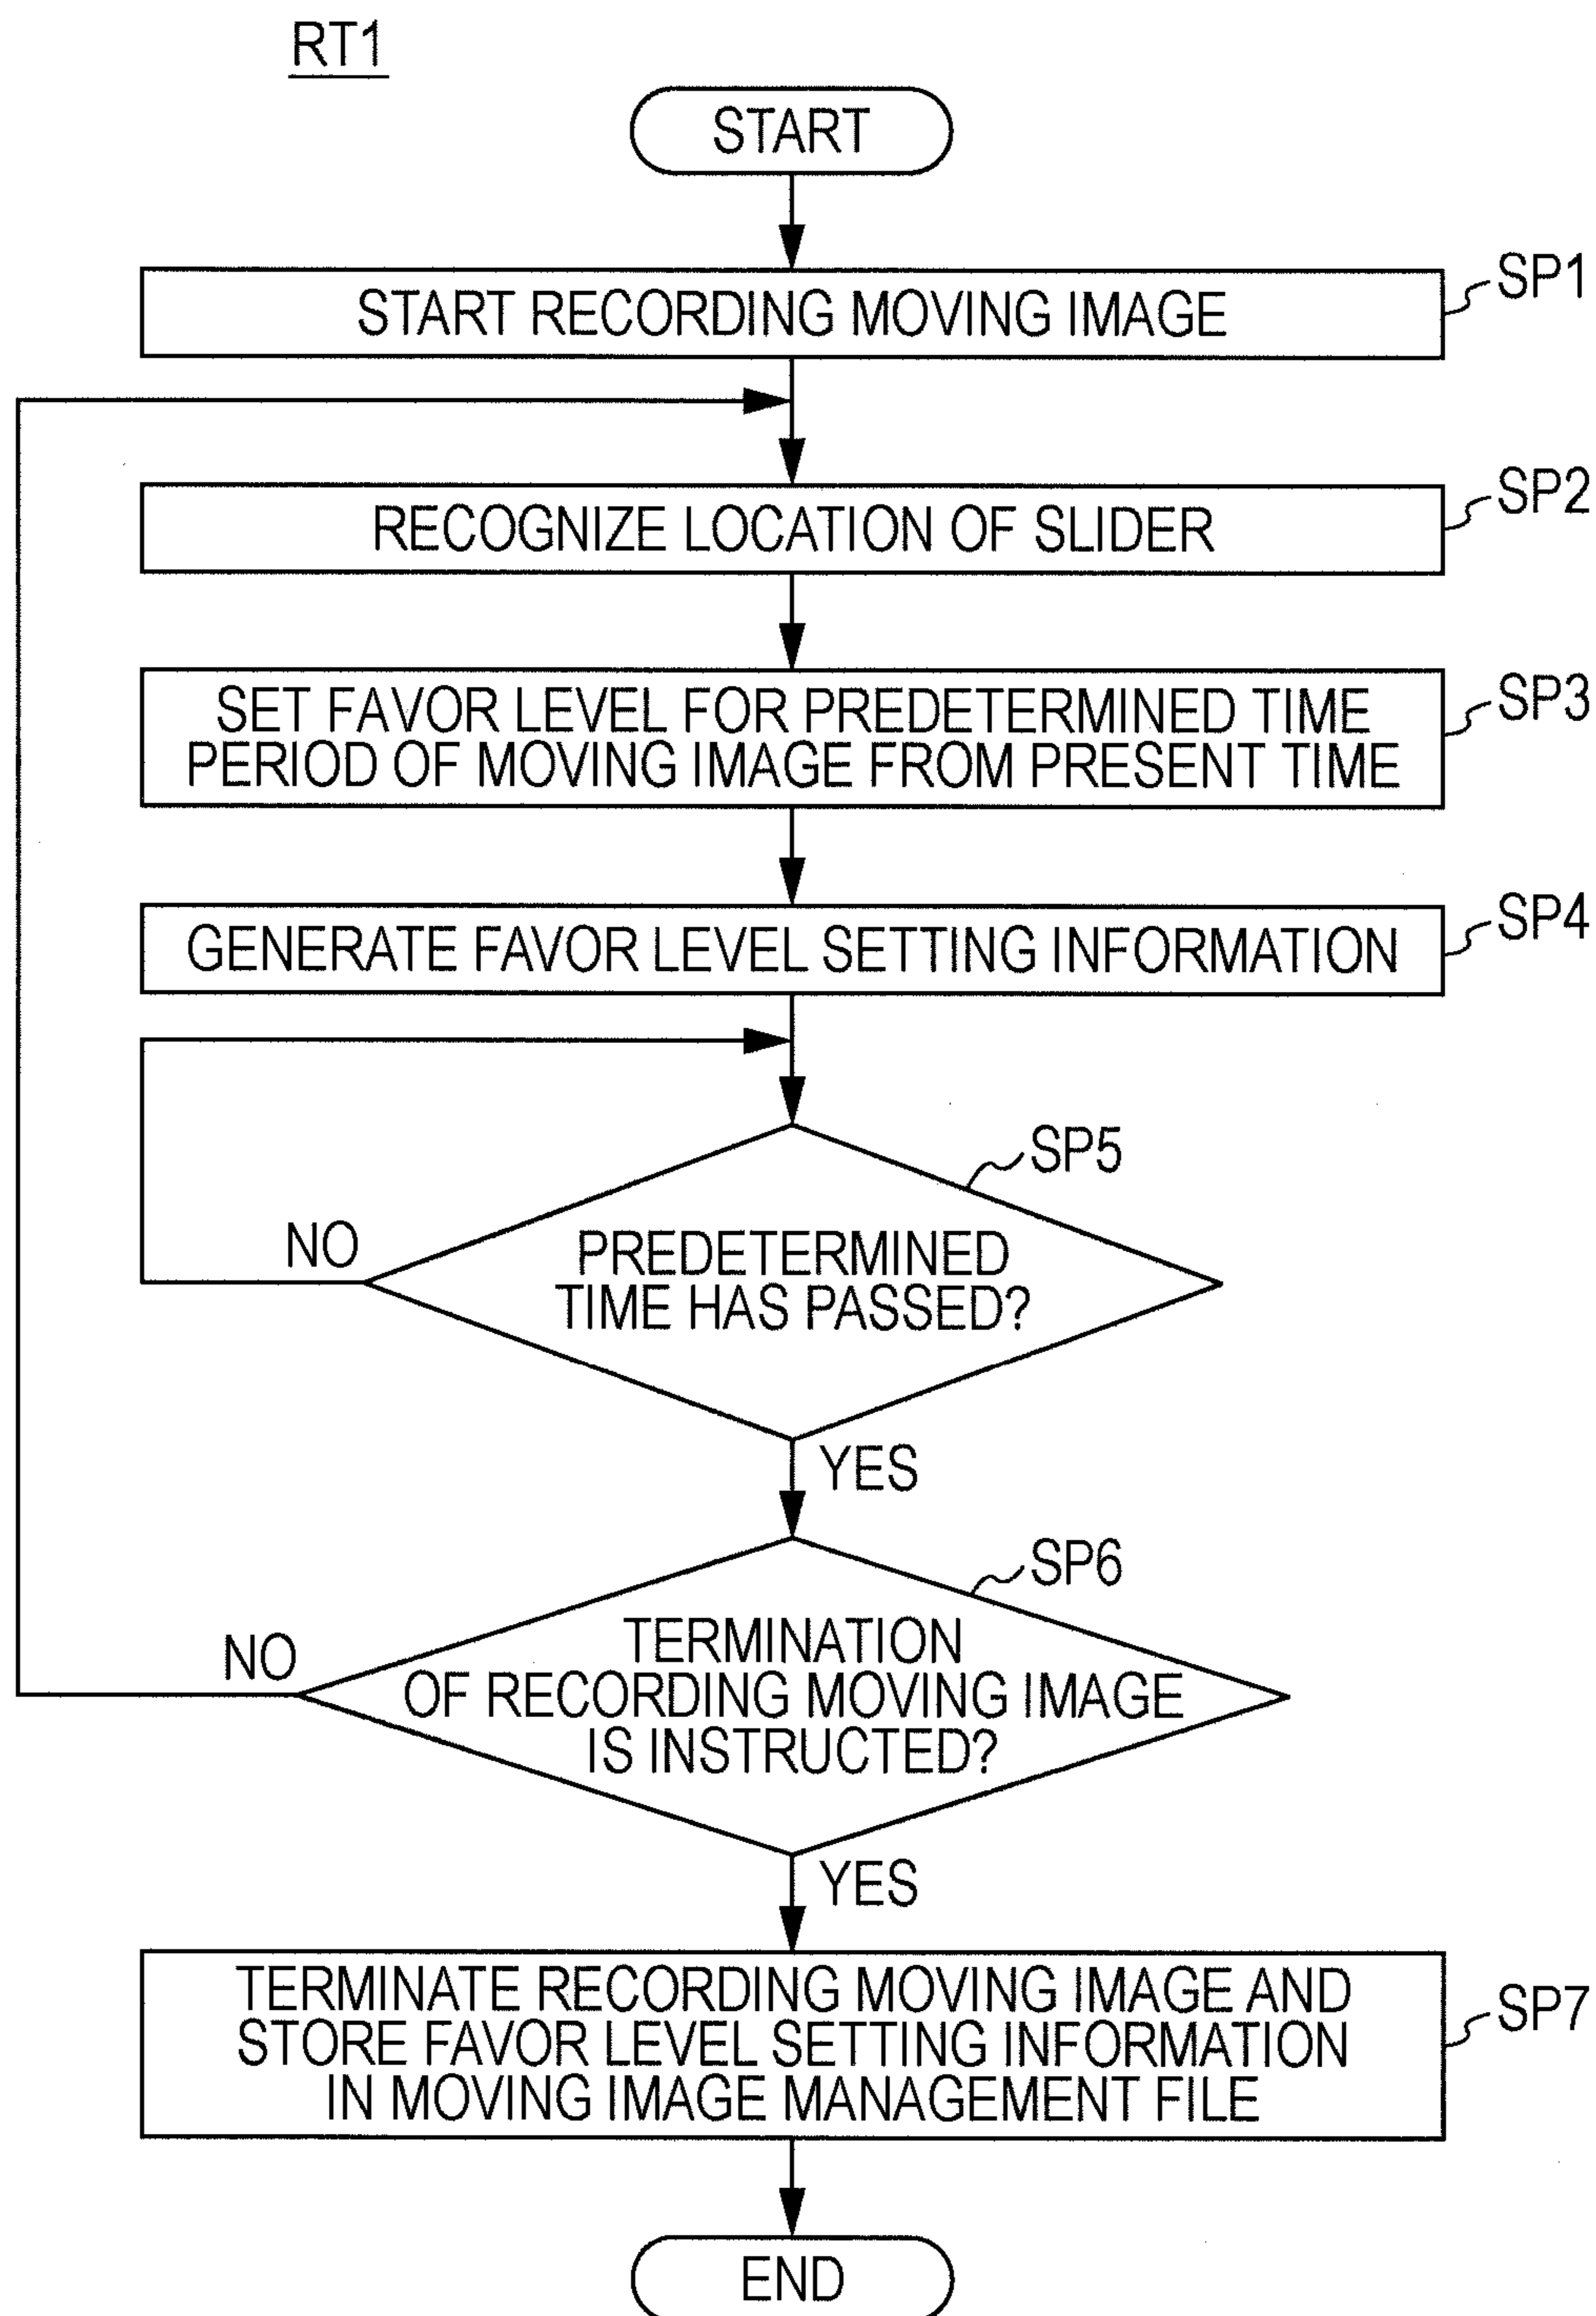 RT1
START
START RECORDING MOVING IMAGE
SP1
RECOGNIZE LOCATION OF SLIDER
SP2
SET FAVOR LEVEL FOR PREDETERMINED TIME
PERIOD OF MOVING IMAGE FROM PRESENT TIME
SP3
GENERATE FAVOR LEVEL SETTING INFORMATION
SP4
SP5
NO
PREDETERMINED
TIME HAS PASSED?
YES
SP6
NO
TERMINATION
OF RECORDING MOVING IMAGE
IS INSTRUCTED?
YES
TERMINATE RECORDING MOVING IMAGE AND
STORE FAVOR LEVEL SETTING INFORMATION
IN MOVING IMAGE MANAGEMENT FILE
SP7
END